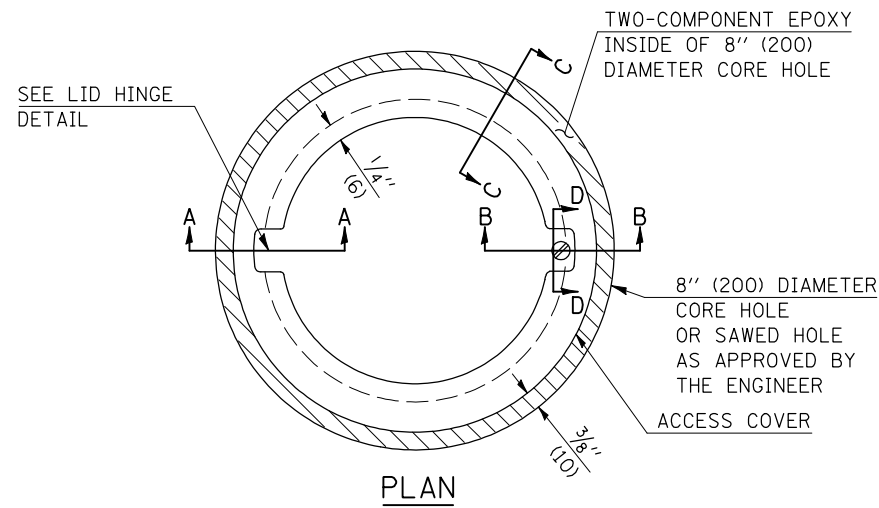 TWO-COMPONENT EPOXY
INSIDE OF 8'' (200)
DIAMETER CORE HOLE
SEE LID HINGE
DETAIL
C
C
1/4''
(6)
A
A
B
B
D
D
8'' (200) DIAMETER
CORE HOLE
OR SAWED HOLE
AS APPROVED BY
THE ENGINEER
ACCESS COVER
3/8''
(10)
PLAN